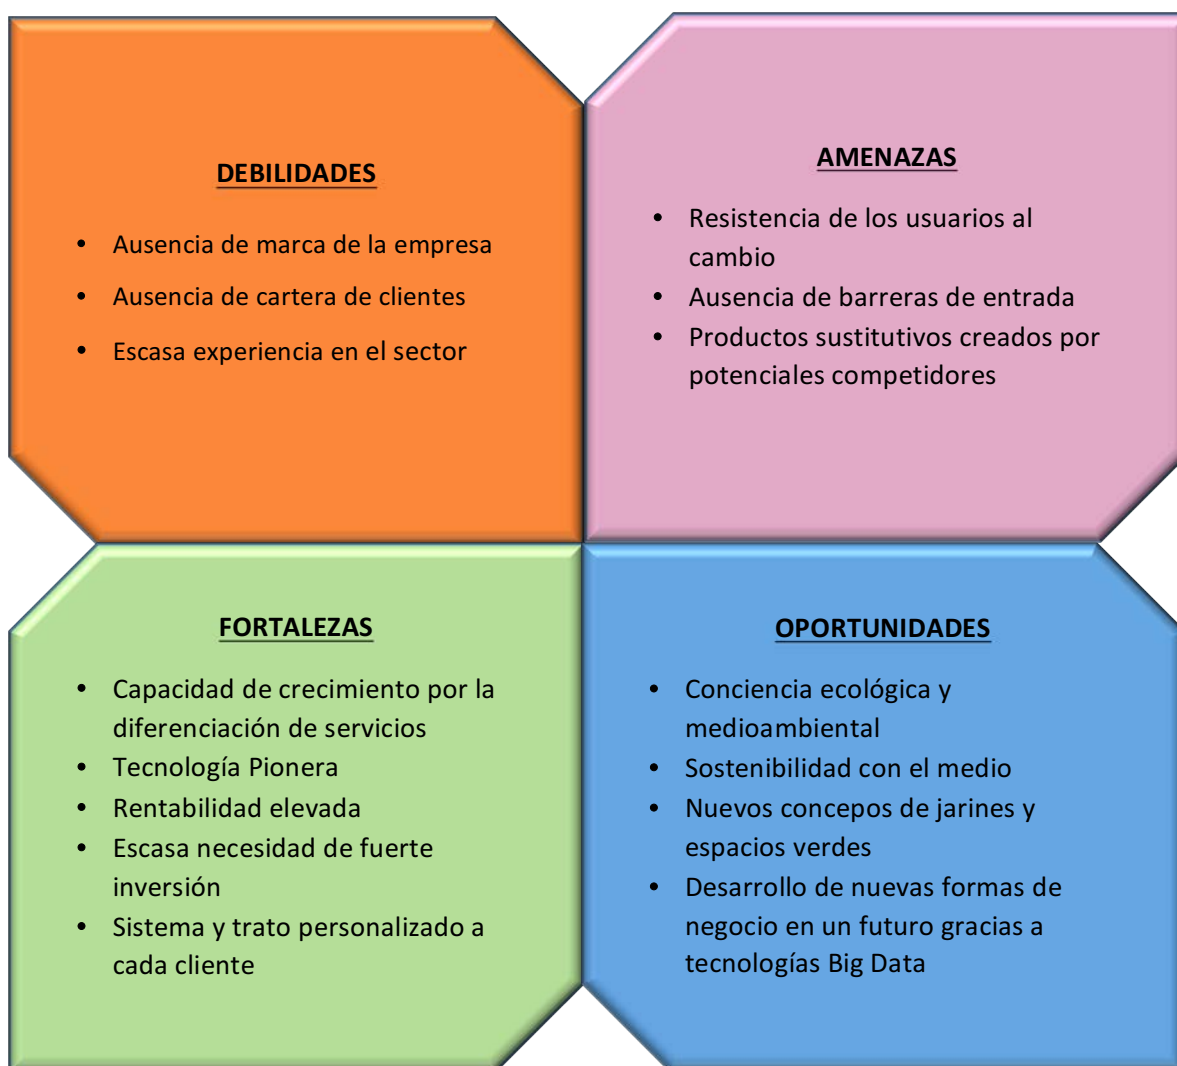 DEBILIDADES
• Ausencia de marca de la empresa
• Ausencia de cartera de clientes
• Escasa experiencia en el sector
AMENAZAS
• Resistencia de los usuarios al
cambio
• Ausencia de barreras de entrada
• Productos sustitutivos creados por
potenciales competidores
FORTALEZAS
• Capacidad de crecimiento por la
diferenciación de servicios
• Tecnología Pionera
• Rentabilidad elevada
• Escasa necesidad de fuerte
inversión
• Sistema y trato personalizado a
cada cliente
OPORTUNIDADES
• Conciencia ecológica y
medioambiental
• Sostenibilidad con el medio
• Nuevos concepos de jarines y
espacios verdes
• Desarrollo de nuevas formas de
negocio en un futuro gracias a
tecnologías Big Data